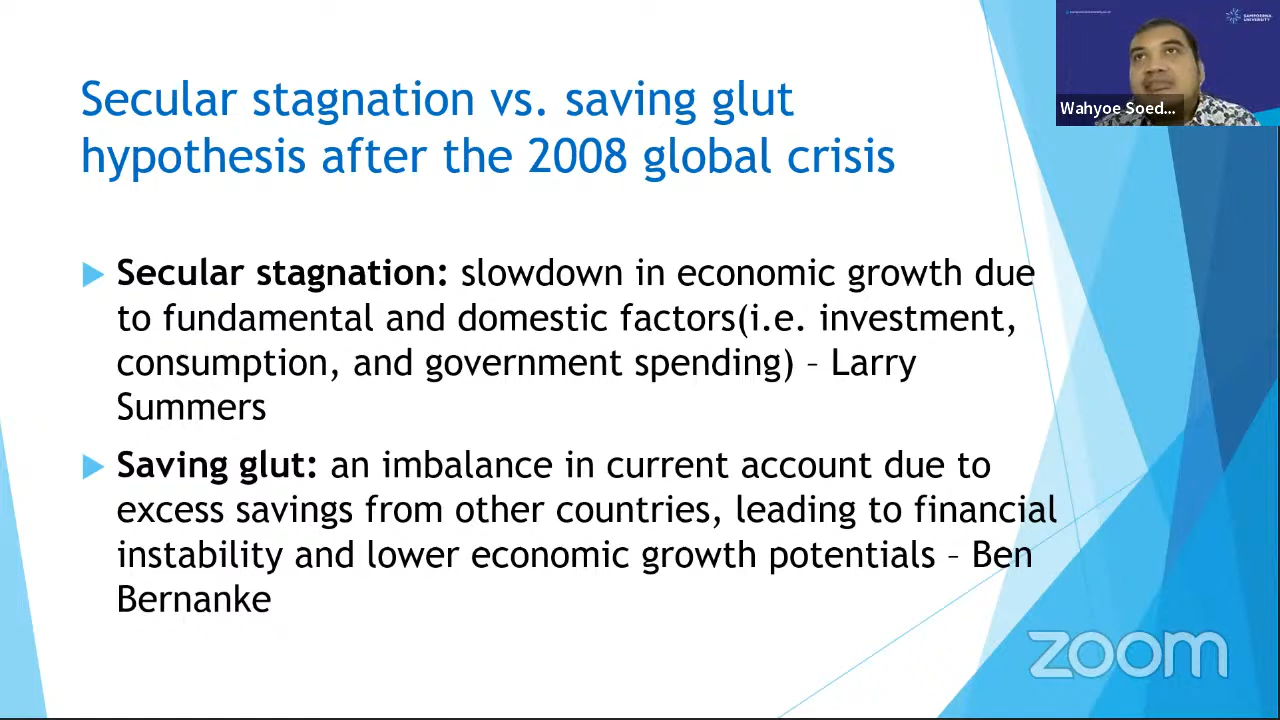 Secular stagnation vs. saving glut
hypothesis after the 2008 global crisis
SAMPOERNA
UNIVERSITY
Wahyoe Soed...
Secular stagnation: slowdown in economic growth due
to fundamental and domestic factors(i.e. investment,
consumption, and government spending) – Larry
Summers
Saving glut: an imbalance in current account due to
excess savings from other countries, leading to financial
instability and lower economic growth potentials – Ben
Bernanke
zoom